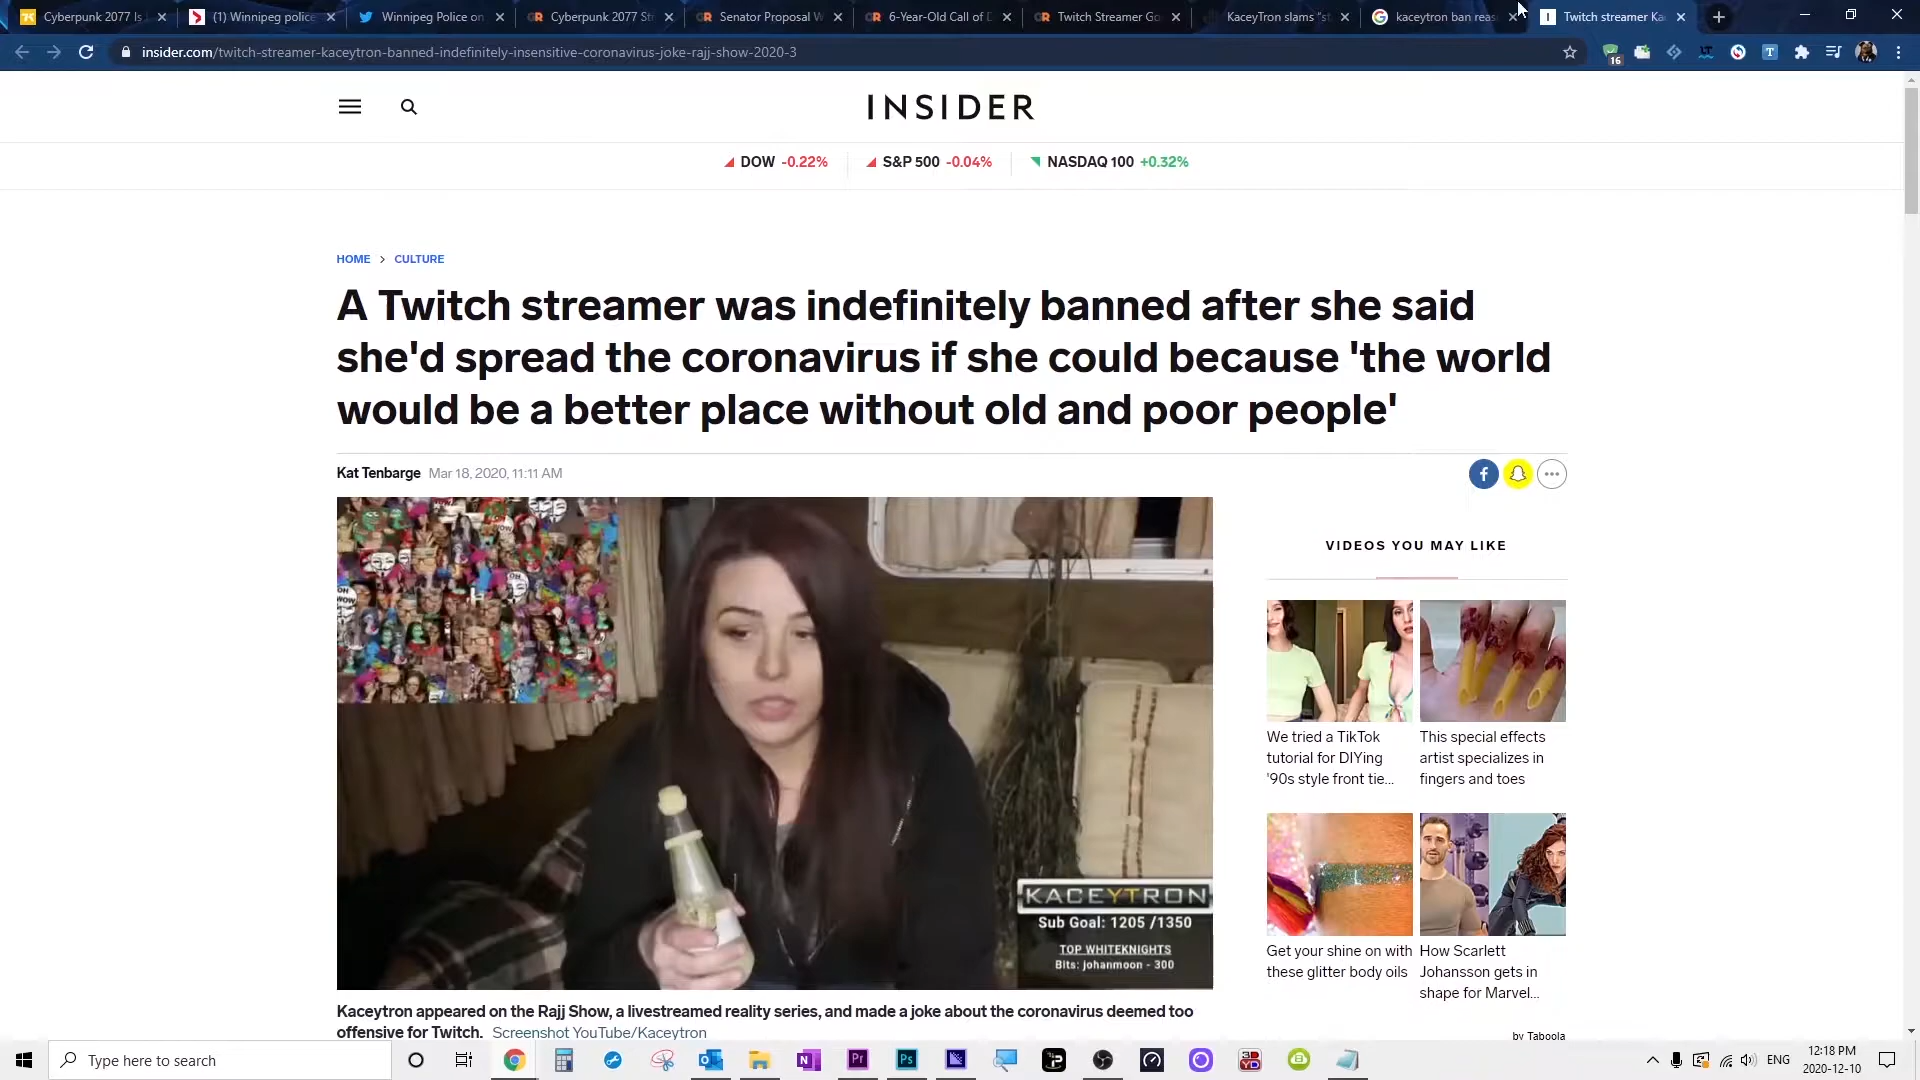 Cyberpunk 2077 Is
(1) Winnipeg police
Winnipeg Police on
Cyberpunk 2077 St
Senator Proposal W
6-Year-Old Call of D
Twitch Streamer Go
KaceyTron slams "st
kaceytron ban reas
Twitch streamer Ka
insider.com/twitch-streamer-kaceytron-banned-indefinitely-insensitive-coronavirus-joke-rajj-show-2020-3
16
INSIDER
DOW -0.22% S&P 500 -0.04% NASDAQ 100 +0.32%
HOME > CULTURE
A Twitch streamer was indefinitely banned after she said
she'd spread the coronavirus if she could because 'the world
would be a better place without old and poor people'
Kat Tenbarge Mar 18, 2020, 11:11 AM
KACEYTRON
Sub Goal: 1205 /1350
TOP WHITEKNIGHTS
Bits: johanmoon - 300
Kaceytron appeared on the Rajj Show, a livestreamed reality series, and made a joke about the coronavirus deemed too
offensive for Twitch. Screenshot YouTube/Kaceytron
VIDEOS YOU MAY LIKE
We tried a TikTok
tutorial for DIYing
'90s style front tie...
This special effects
artist specializes in
fingers and toes
Get your shine on with
these glitter body oils
How Scarlett
Johansson gets in
shape for Marvel...
by Taboola
Type here to search
ENG
12:18 PM
2020-12-10